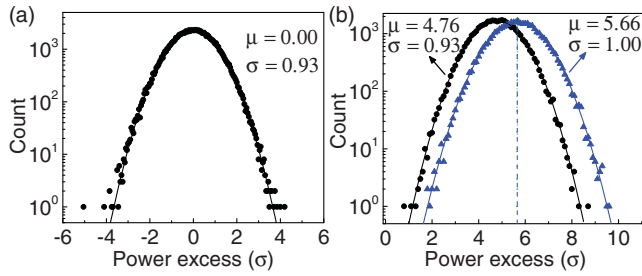 (a)
μ = 0.00
σ = 0.93
Count
10³
10²
10¹
10⁰
-6 -4 -2 0 2 4 6
Power excess (σ)
(b)
μ = 4.76
σ = 0.93
μ = 5.66
σ = 1.00
Count
10³
10²
10¹
10⁰
2 4 6 8 10
Power excess (σ)